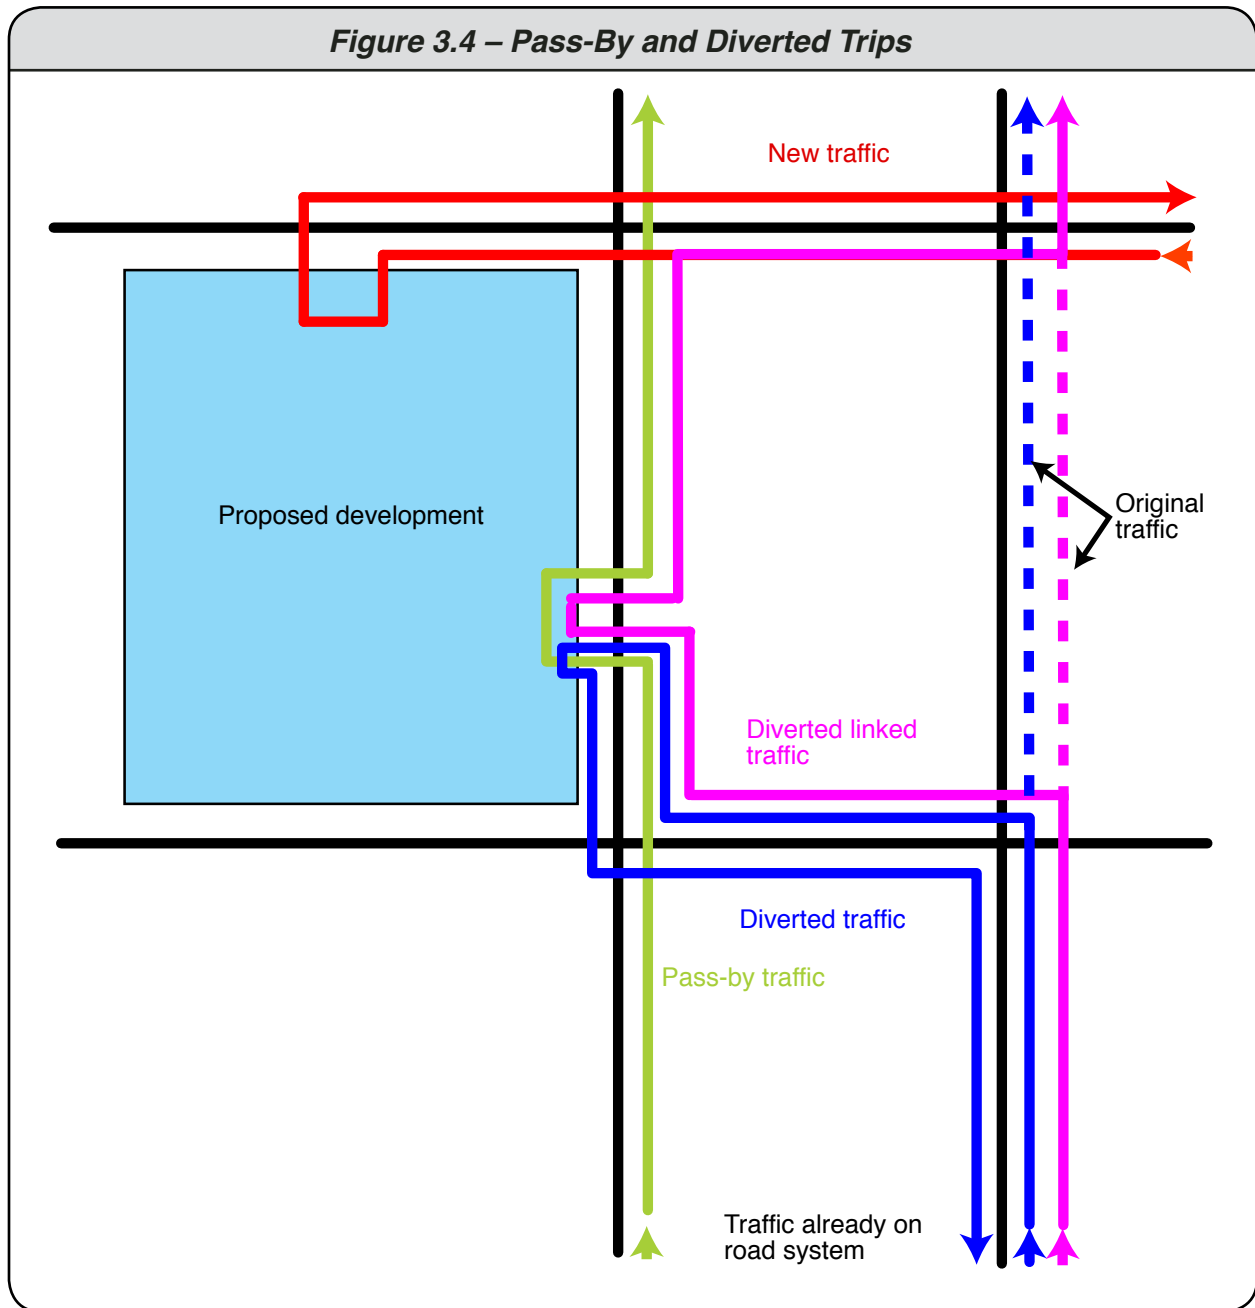 Figure 3.4 – Pass-By and Diverted Trips
New traffic
Proposed development
Original
traffic
Diverted linked
traffic
Diverted traffic
Pass-by traffic
Traffic already on
road system